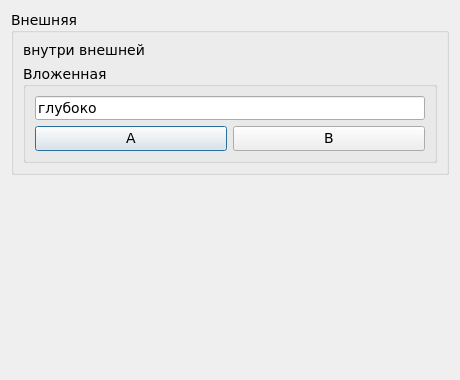 Внешняя
внутри внешней
Вложенная
глубоко
A B